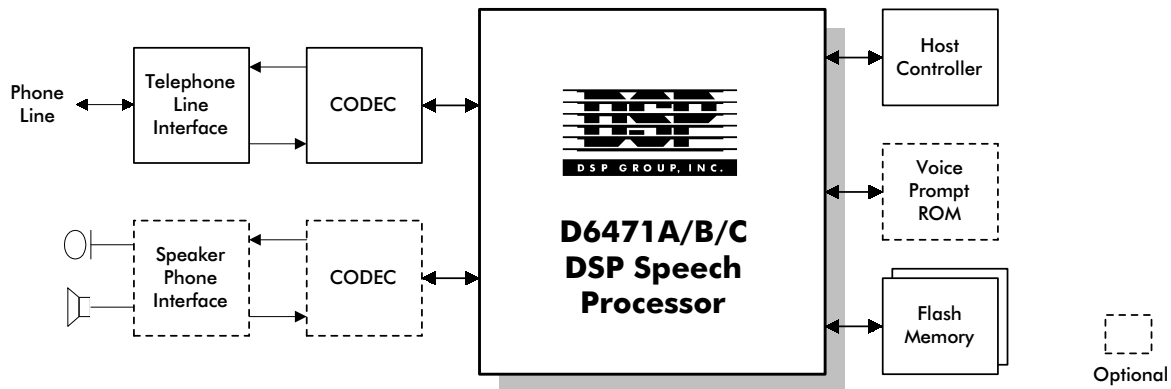 Phone
Line
Telephone
Line
Interface
CODEC
Speaker
Phone
Interface
CODEC
DSP
DSP GROUP, INC.
D6471A/B/C
DSP Speech
Processor
Host
Controller
Voice
Prompt
ROM
Flash
Memory
Optional